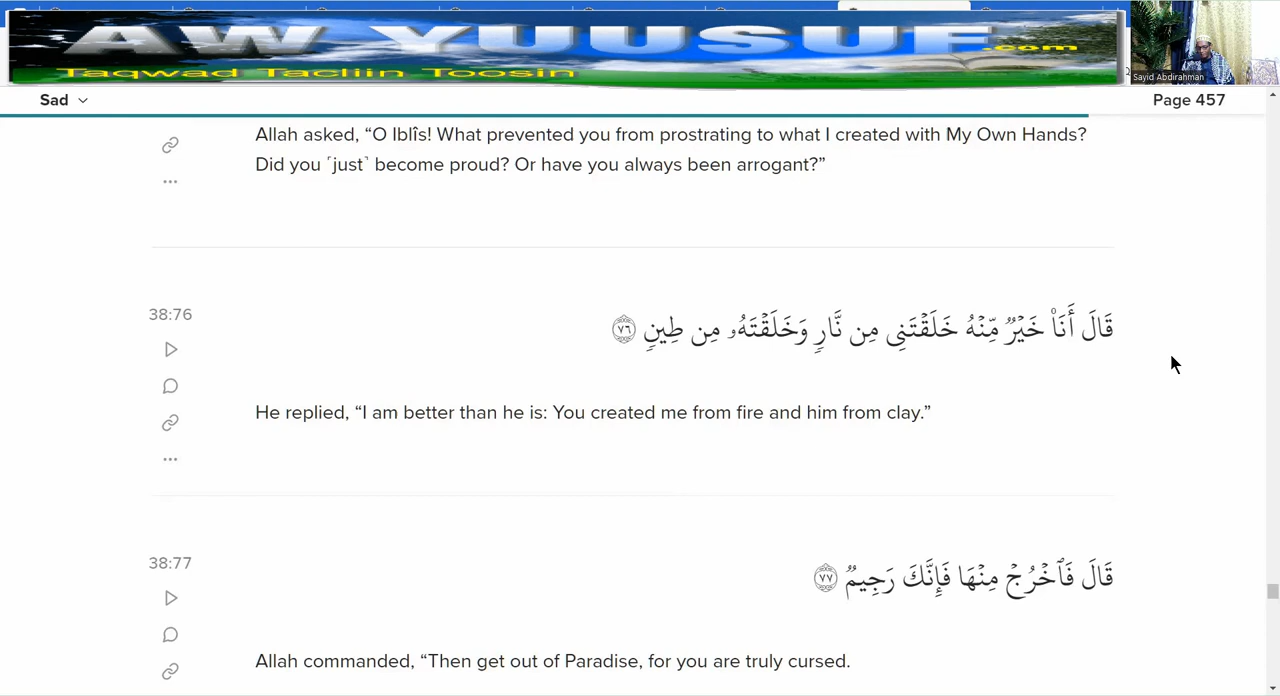 AW YUUSUF.com
Taqwad Tacliin Toosin
Sayid Abdirahman
Sad
Page 457
Allah asked, “O Iblîs! What prevented you from prostrating to what I created with My Own Hands?
Did you ˹just˺ become proud? Or have you always been arrogant?”
38:76
قَالَ أَنَا۠ خَيْرٌ مِّنْهُ خَلَقْتَنِى مِن نَّارٍ وَخَلَقْتَهُۥ مِن طِينٍ ٧٦
He replied, “I am better than he is: You created me from fire and him from clay.”
38:77
قَالَ فَٱخْرُجْ مِنْهَا فَإِنَّكَ رَجِيمٌ ٧٧
Allah commanded, “Then get out of Paradise, for you are truly cursed.